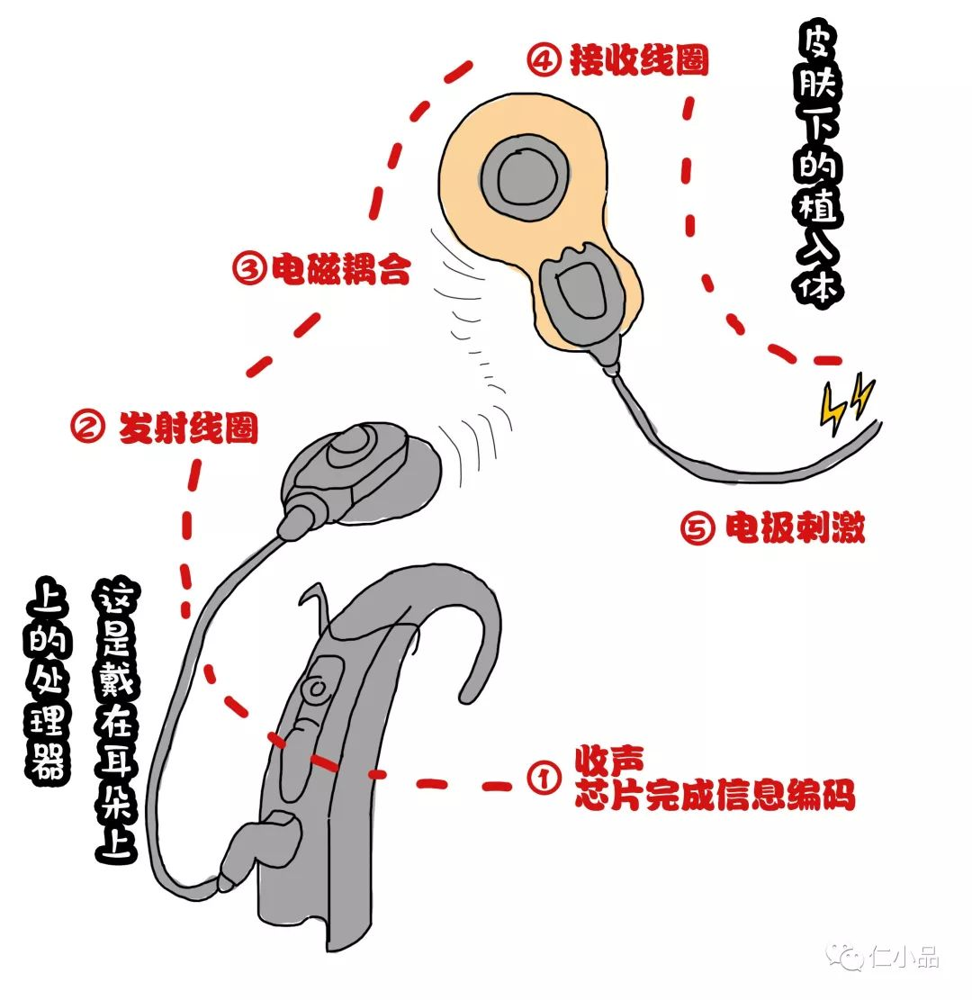 ④ 接收线圈
皮肤下的植入体
③ 电磁耦合
② 发射线圈
⑤ 电极刺激
这是戴在耳朵上
上的处理器
① 收声
芯片完成信息编码
仁小品